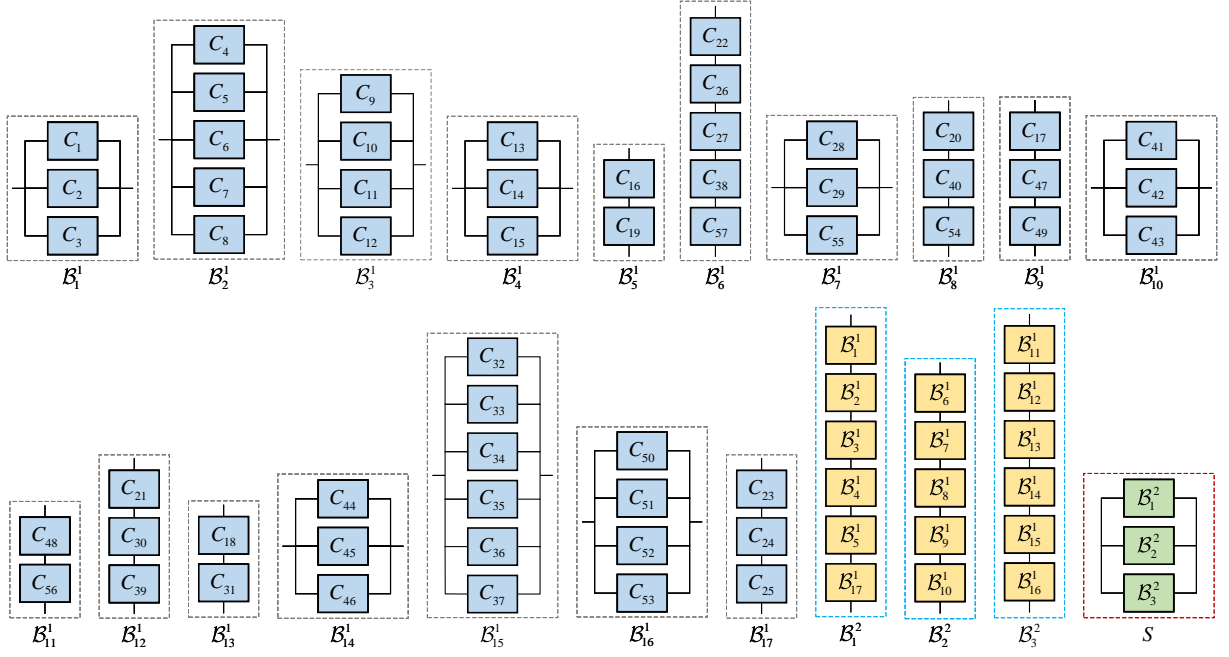 C₁
C₂
C₃
ℬ₁¹
C₄
C₅
C₆
C₇
C₈
ℬ₂¹
C₉
C₁₀
C₁₁
C₁₂
ℬ₃¹
C₁₃
C₁₄
C₁₅
ℬ₄¹
C₁₆
C₁₉
ℬ₅¹
C₂₂
C₂₆
C₂₇
C₃₈
C₅₇
ℬ₆¹
C₂₈
C₂₉
C₅₅
ℬ₇¹
C₂₀
C₄₀
C₅₄
ℬ₈¹
C₁₇
C₄₇
C₄₉
ℬ₉¹
C₄₁
C₄₂
C₄₃
ℬ₁₀¹
C₄₈
C₅₆
ℬ₁₁¹
C₂₁
C₃₀
C₃₉
ℬ₁₂¹
C₁₈
C₃₁
ℬ₁₃¹
C₄₄
C₄₅
C₄₆
ℬ₁₄¹
C₃₂
C₃₃
C₃₄
C₃₅
C₃₆
C₃₇
ℬ₁₅¹
C₅₀
C₅₁
C₅₂
C₅₃
ℬ₁₆¹
C₂₃
C₂₄
C₂₅
ℬ₁₇¹
ℬ₁¹
ℬ₂¹
ℬ₃¹
ℬ₄¹
ℬ₅¹
ℬ₁₇¹
ℬ₁²
ℬ₆¹
ℬ₇¹
ℬ₈¹
ℬ₉¹
ℬ₁₀¹
ℬ₂²
ℬ₁₁¹
ℬ₁₂¹
ℬ₁₃¹
ℬ₁₄¹
ℬ₁₅¹
ℬ₁₆¹
ℬ₃²
ℬ₁²
ℬ₂²
ℬ₃²
S